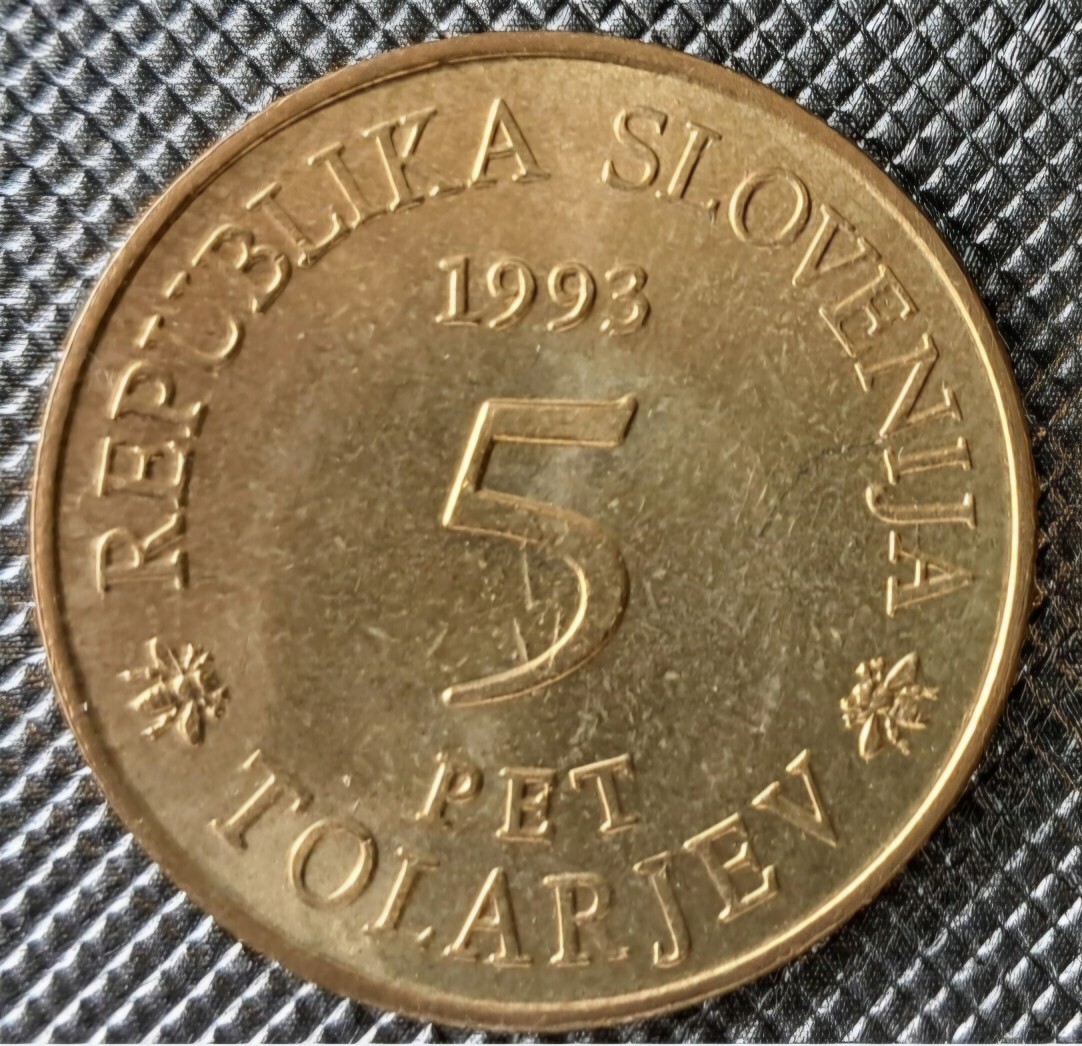 REPUBLIKA SLOVENIJA
1993
5
PET
TOLARJEV